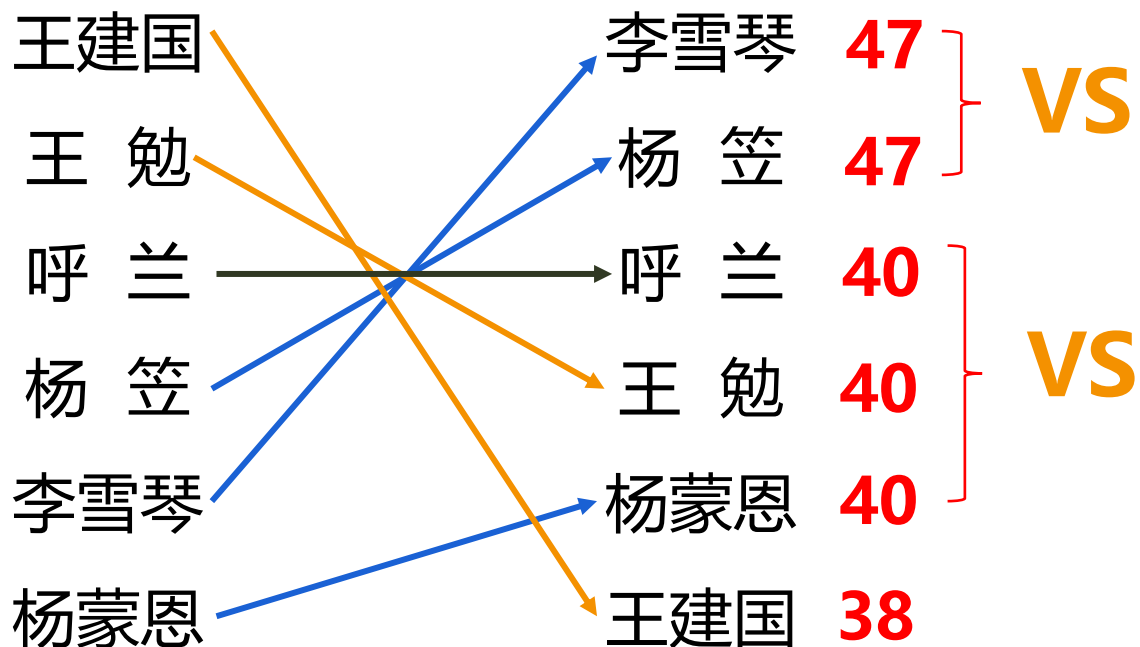 王建国 李雪琴 47
VS
王 勉 杨 笠 47
呼 兰 呼 兰 40
VS
杨 笠 王 勉 40
李雪琴 杨蒙恩 40
杨蒙恩 王建国 38